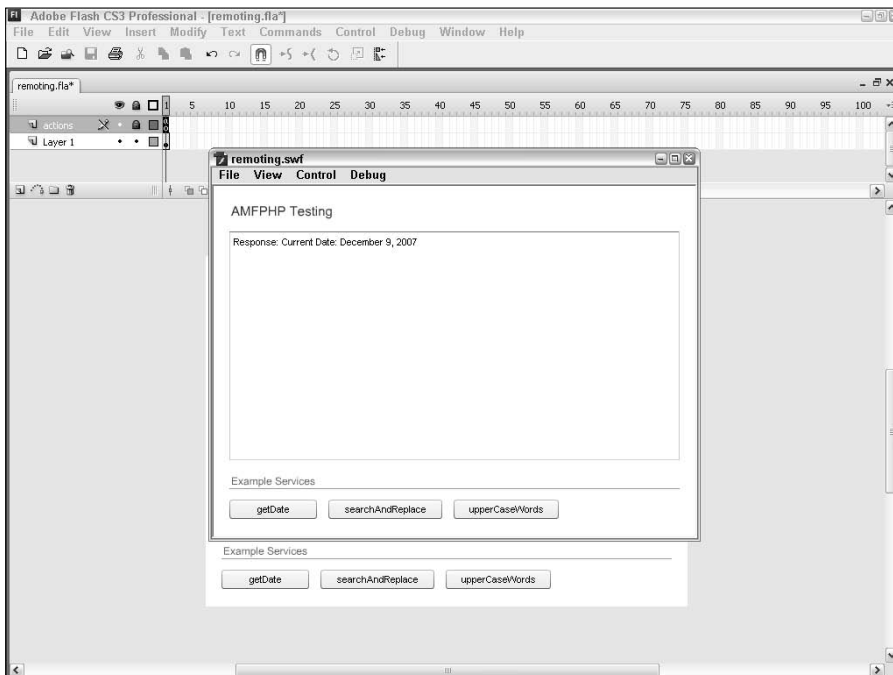 Adobe Flash CS3 Professional - [remoting.fla*]
File Edit View Insert Modify Text Commands Control Debug Window Help
remoting.fla*
1 5 10 15 20 25 30 35 40 45 50 55 60 65 70 75 80 85 90 95 100
actions
Layer 1
remoting.swf
File View Control Debug
AMFPHP Testing
Response: Current Date: December 9, 2007
Example Services
getDate searchAndReplace upperCaseWords
Example Services
getDate searchAndReplace upperCaseWords